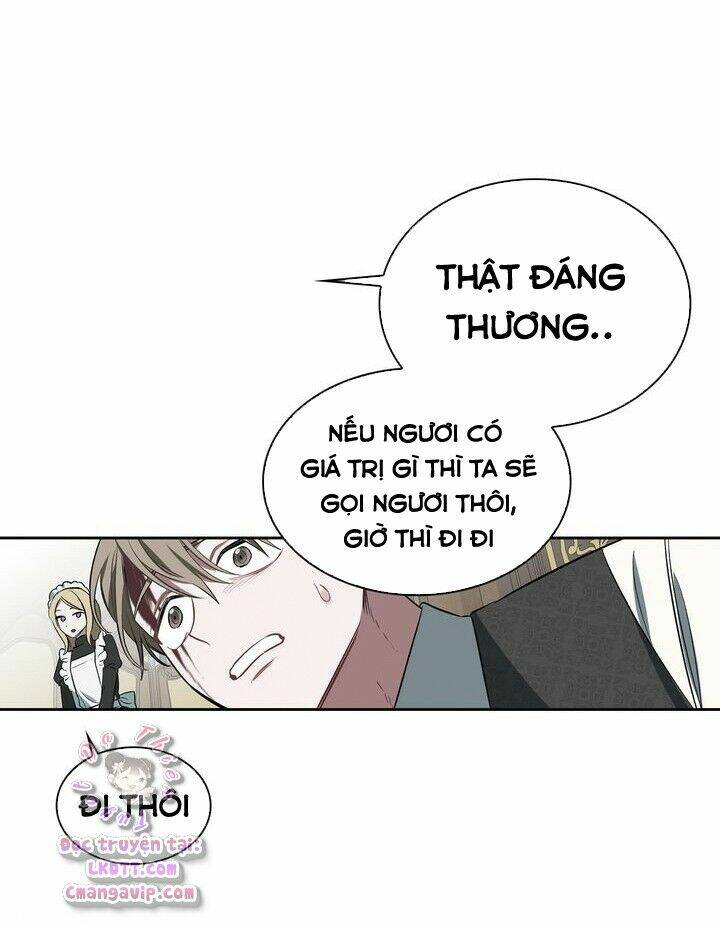 THẬT ĐÁNG
THƯƠNG..
NẾU NGƯƠI CÓ
GIÁ TRỊ GÌ THÌ TA SẼ
GỌI NGƯƠI THÔI,
GIỜ THÌ ĐI ĐI
ĐI THÔI
Đọc truyện tại:
LKDTT.com
Cmangavip.com